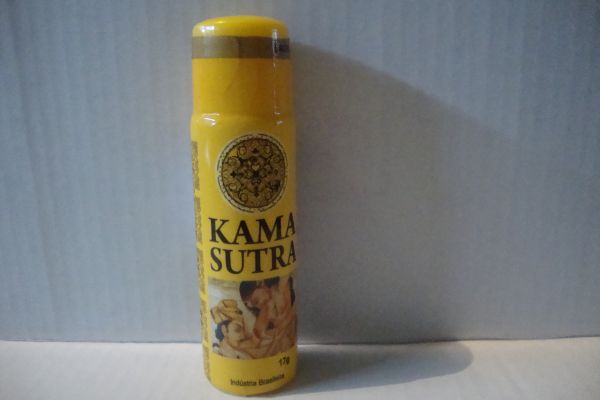 KAMA
SUTRA
17g
Indústria Brasileira